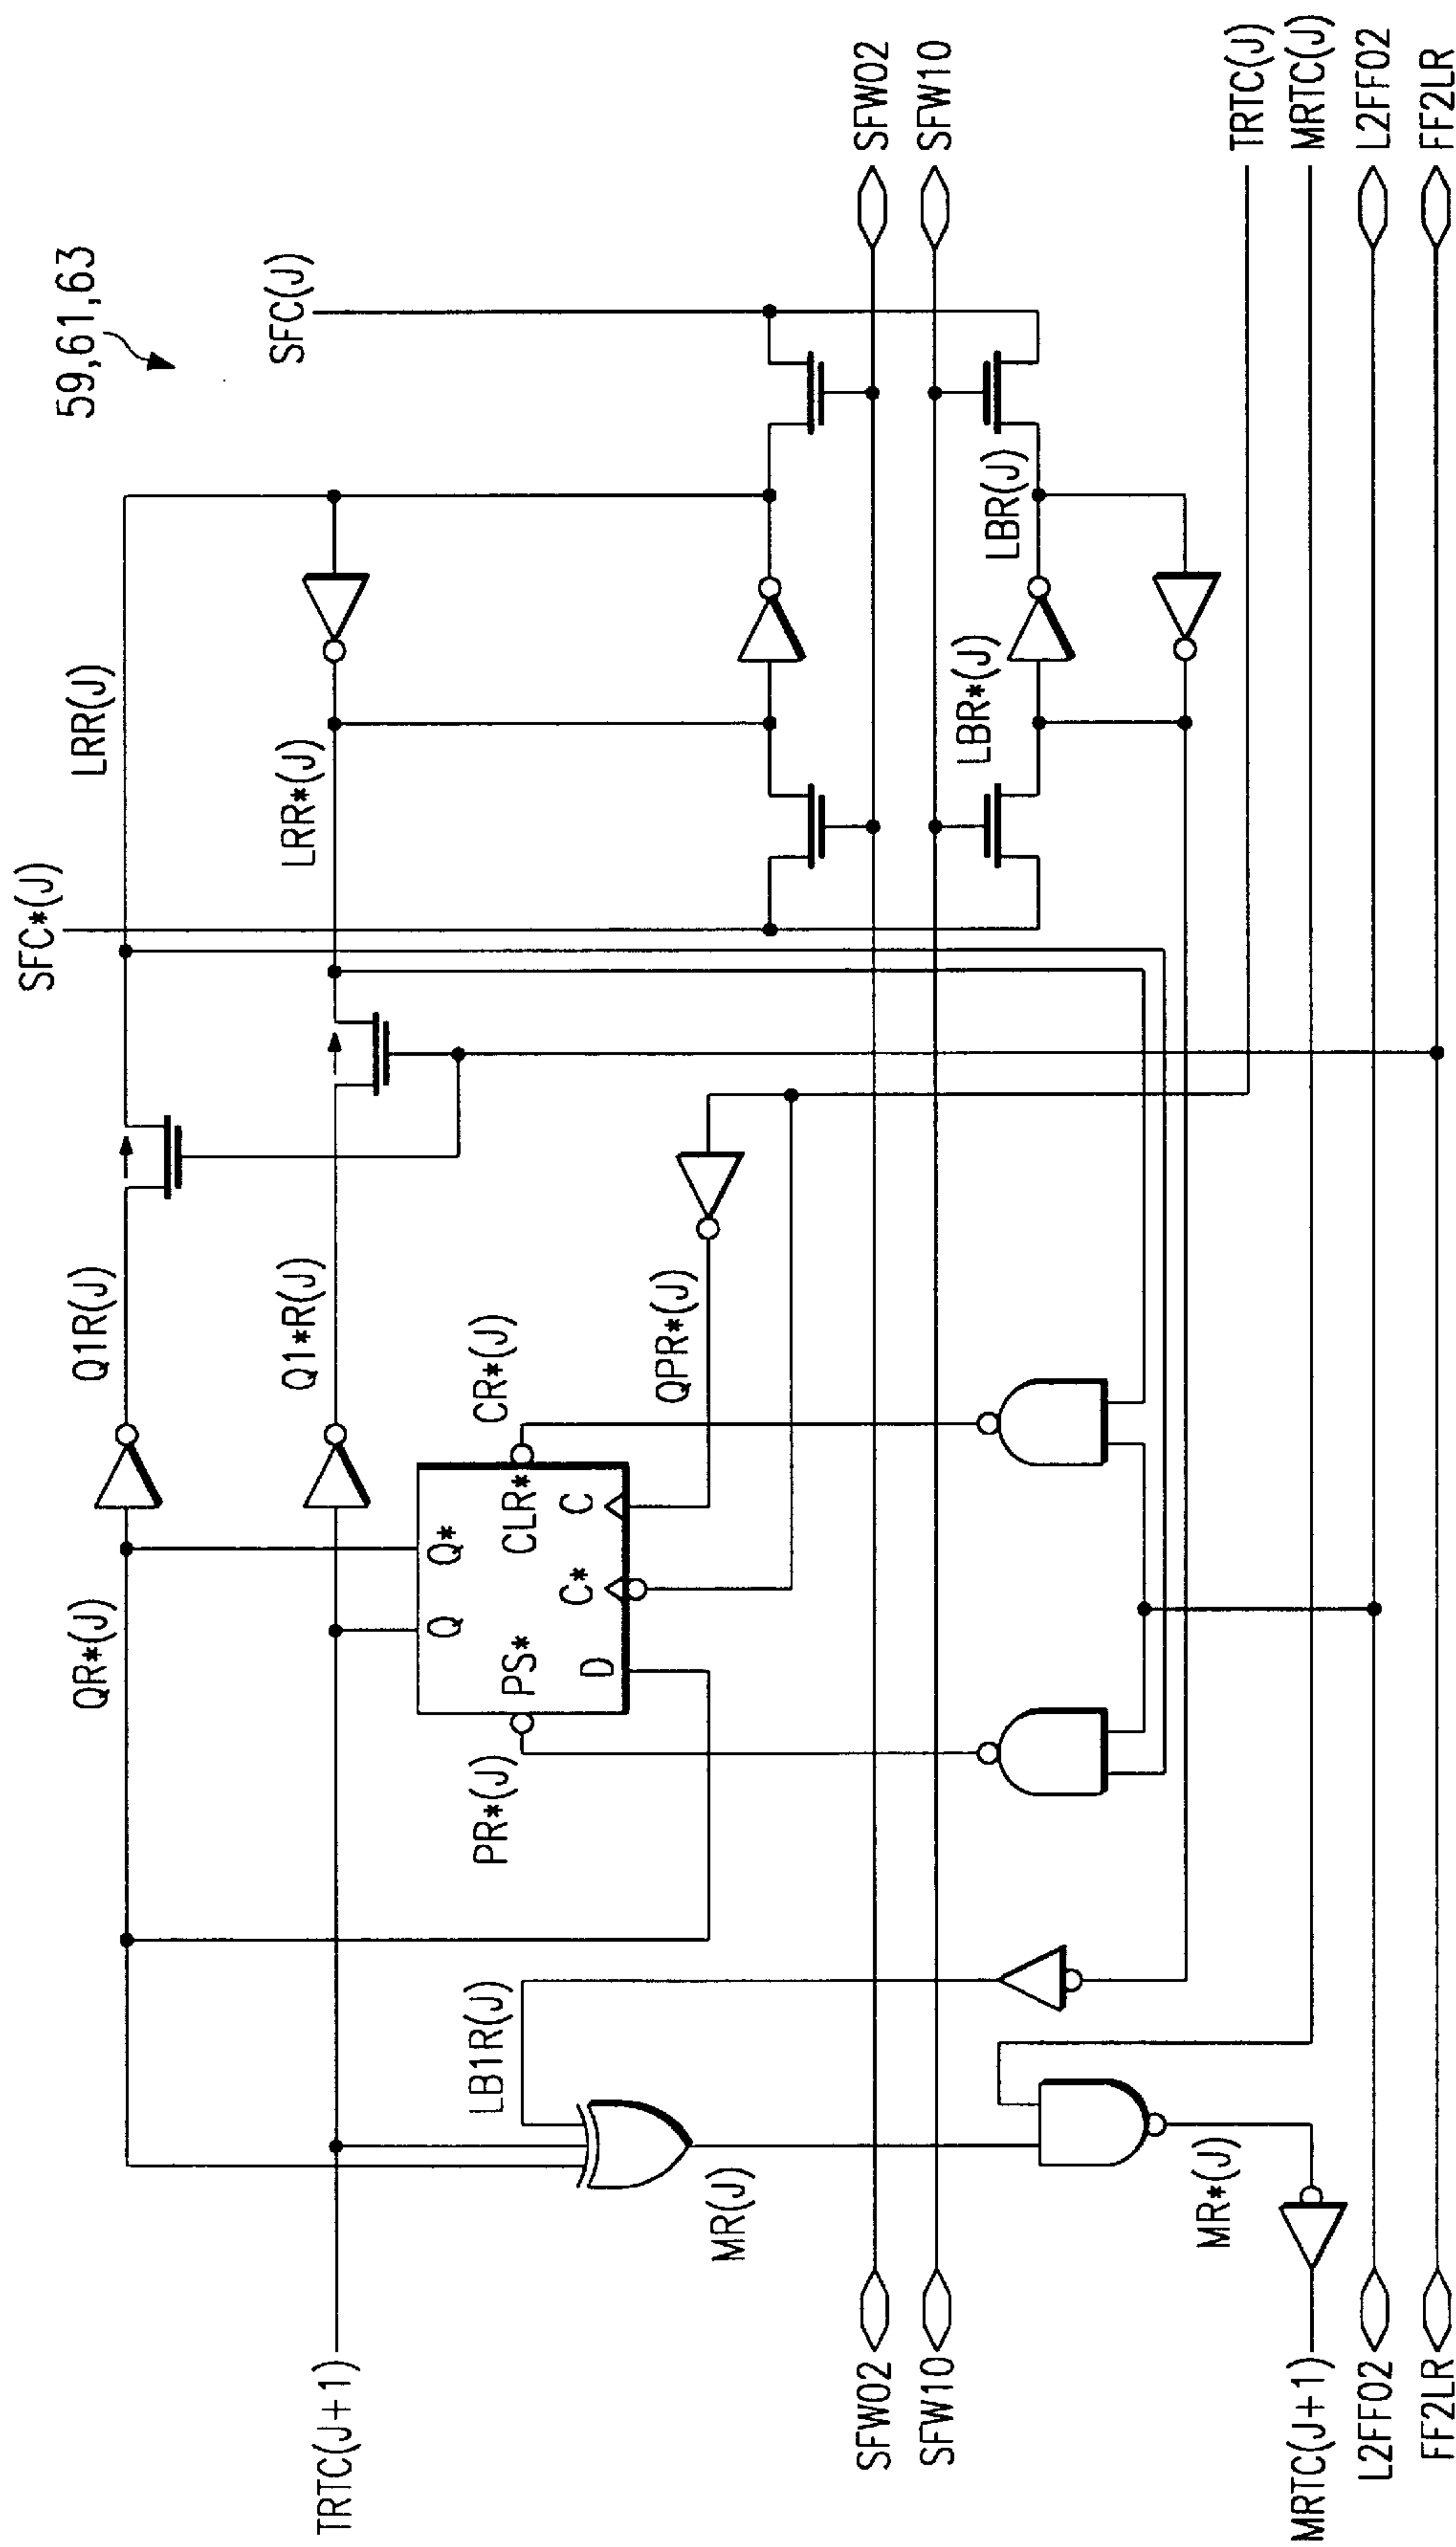 59,61,63
SFC*(J)
LRR(J)
LRR*(J)
SFC(J)
QR*(J)
Q1R(J)
Q1*R(J)
TRTC(J+1)
Q
Q*
PS*
CLR*
D
C*
C
PR*(J)
CR*(J)
QPR*(J)
LB1R(J)
MR(J)
SFW02
SFW02
SFW10
SFW10
LBR*(J)
LBR(J)
MR*(J)
TRTC(J)
MRTC(J+1)
MRTC(J)
L2FF02
L2FF02
FF2LR
FF2LR